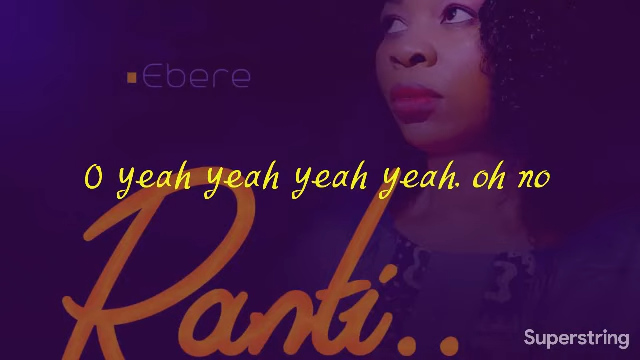 Ebere
O yeah yeah yeah yeah. oh no
Ranti..
Superstring